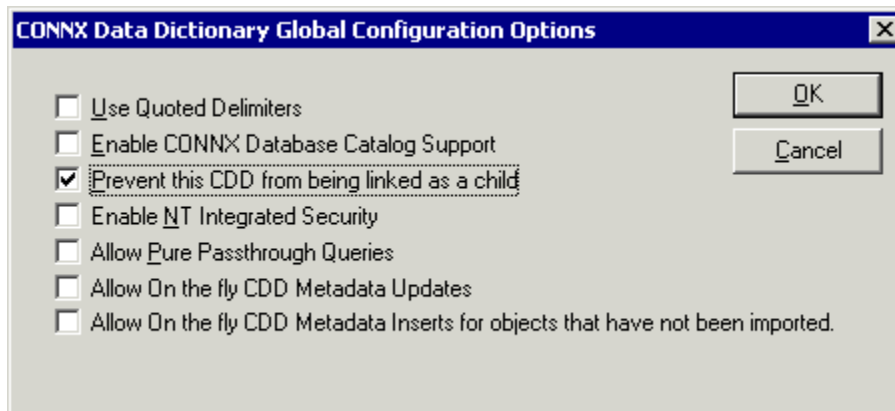 CONNX Data Dictionary Global Configuration Options
Use Quoted Delimiters
OK
Enable CONNX Database Catalog Support
Cancel
Prevent this CDD from being linked as a child
Enable NT Integrated Security
Allow Pure Passthrough Queries
Allow On the fly CDD Metadata Updates
Allow On the fly CDD Metadata Inserts for objects that have not been imported.